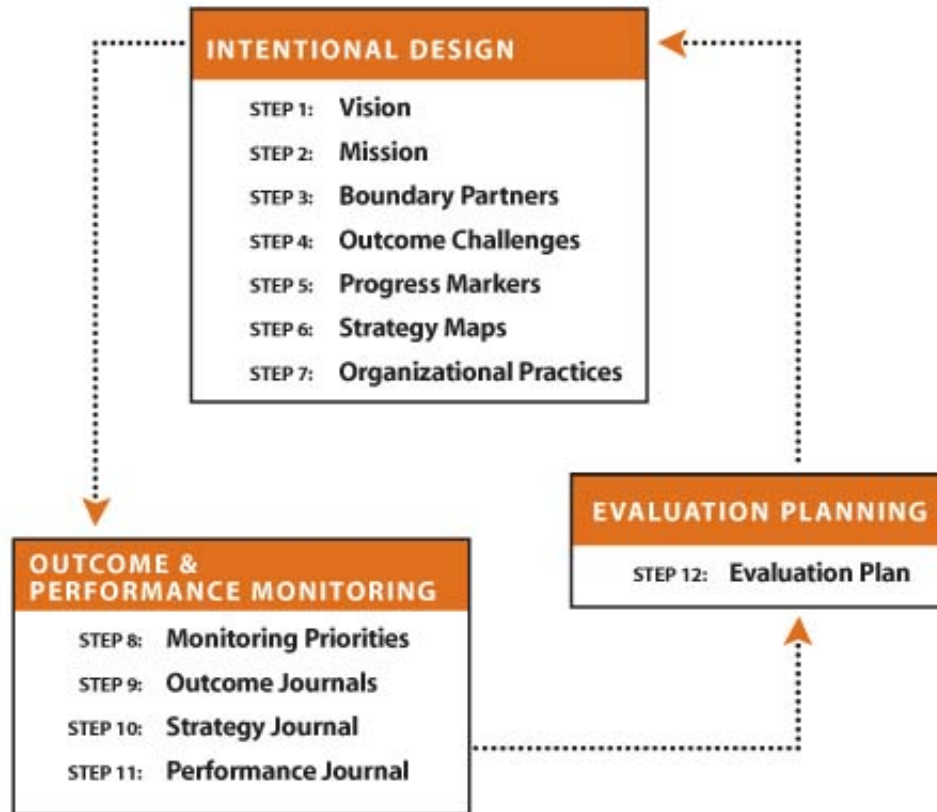 INTENTIONAL DESIGN
STEP 1: Vision
STEP 2: Mission
STEP 3: Boundary Partners
STEP 4: Outcome Challenges
STEP 5: Progress Markers
STEP 6: Strategy Maps
STEP 7: Organizational Practices
OUTCOME &
PERFORMANCE MONITORING
STEP 8: Monitoring Priorities
STEP 9: Outcome Journals
STEP 10: Strategy Journal
STEP 11: Performance Journal
EVALUATION PLANNING
STEP 12: Evaluation Plan